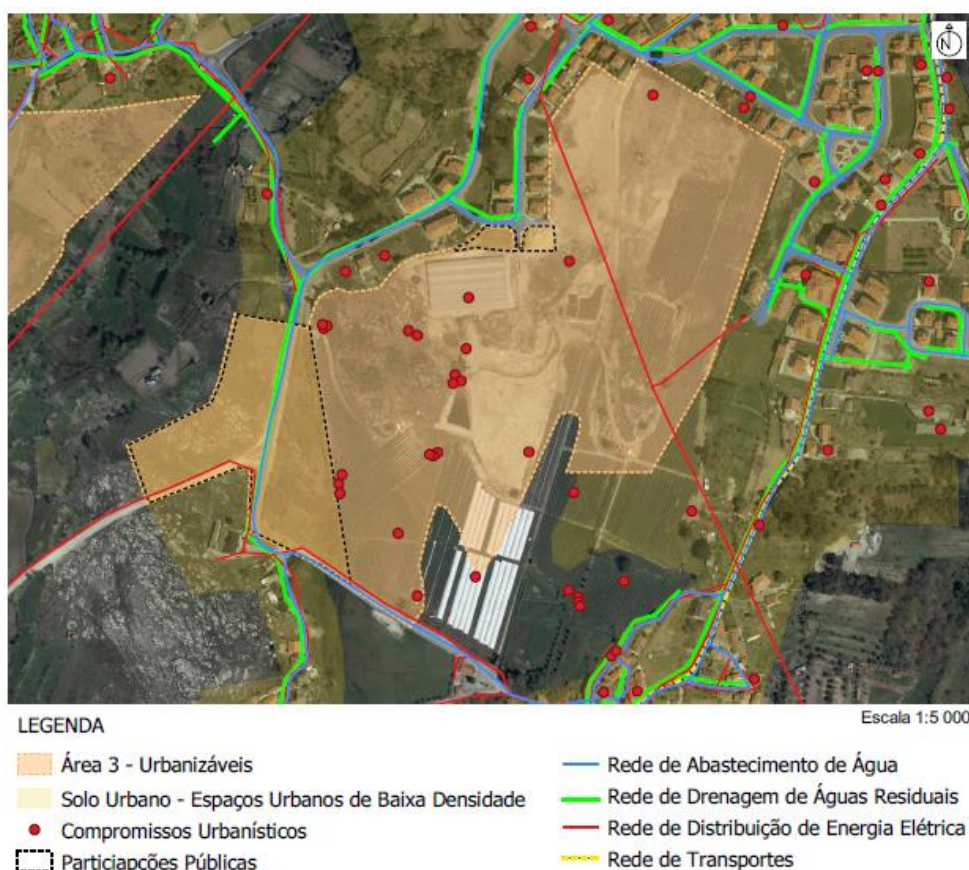 N
Escala 1:5 000
LEGENDA
Área 3 - Urbanizáveis
Solo Urbano - Espaços Urbanos de Baixa Densidade
Compromissos Urbanísticos
Particiapções Públicas
Rede de Abastecimento de Água
Rede de Drenagem de Águas Residuais
Rede de Distribuição de Energia Elétrica
Rede de Transportes